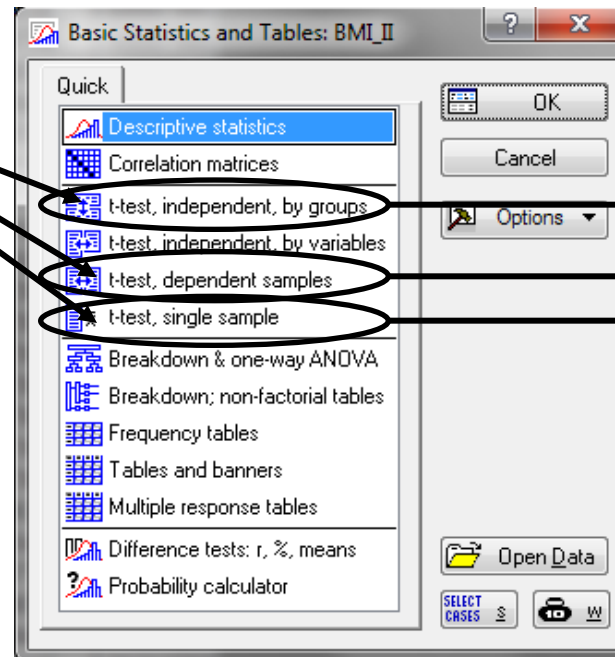 Basic Statistics and Tables: BMI_II
?
X
Quick
Descriptive statistics
Correlation matrices
t-test, independent, by groups
t-test, independent, by variables
t-test, dependent samples
t-test, single sample
Breakdown & one-way ANOVA
Breakdown; non-factorial tables
Frequency tables
Tables and banners
Multiple response tables
Difference tests: r, %, means
Probability calculator
OK
Cancel
Options
Open Data
SELECT
CASES S
W